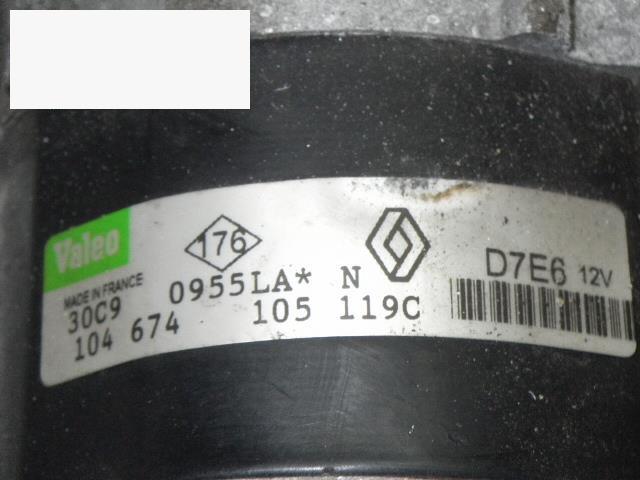 Valeo
176
D7E6 12V
MADE IN FRANCE
30C9 0955LA* N
104 674 105 119C